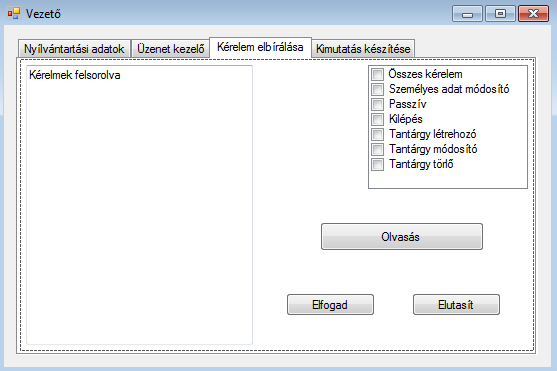 Vezető
Nyílvántartási adatok
Üzenet kezelő
Kérelem elbírálása
Kimutatás készítése
Kérelmek felsorolva
Összes kérelem
Személyes adat módosító
Passzív
Kilépés
Tantárgy létrehozó
Tantárgy módosító
Tantárgy törlő
Olvasás
Elfogad
Elutasít